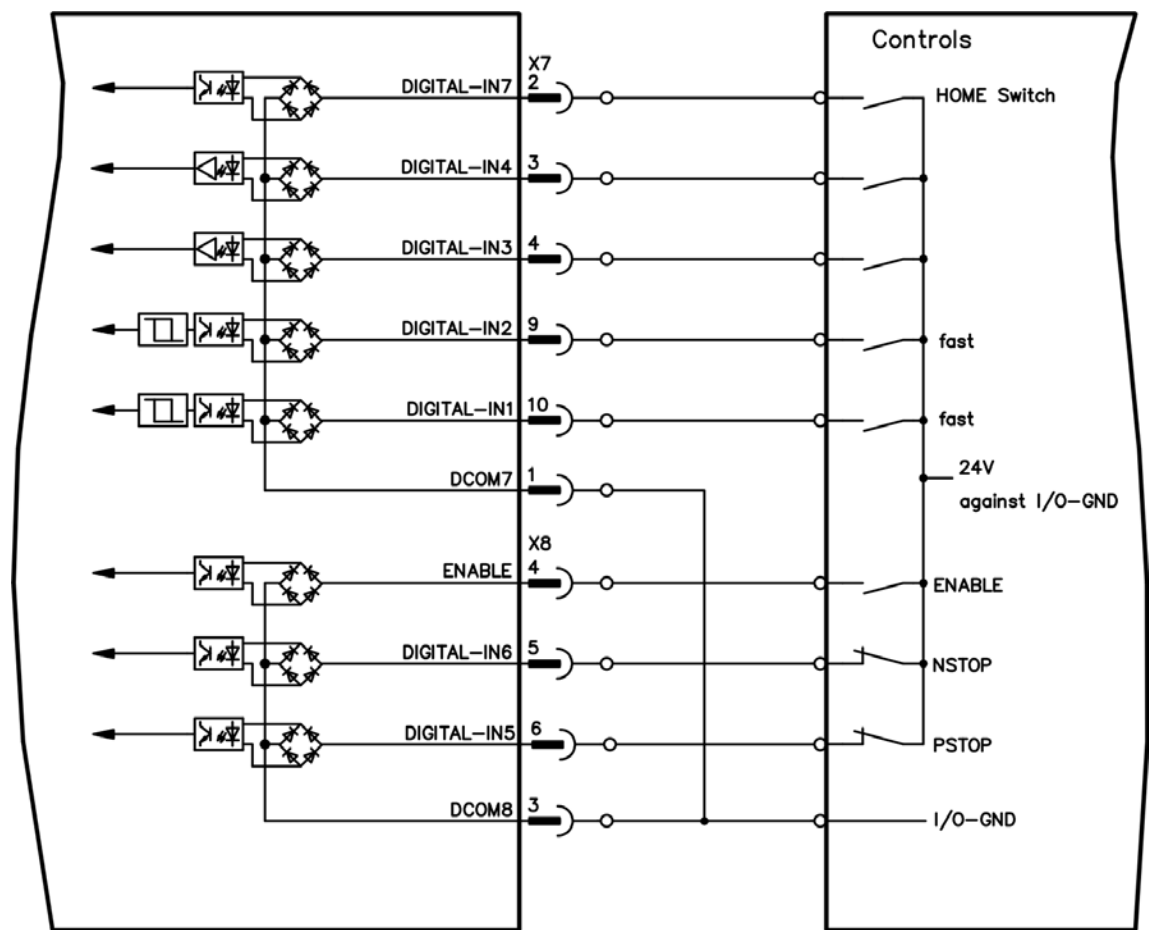 Controls
X7
DIGITAL-IN7 2 HOME Switch
DIGITAL-IN4 3
DIGITAL-IN3 4
DIGITAL-IN2 9 fast
DIGITAL-IN1 10 fast
24V
DCOM7 1
against I/O-GND
X8
ENABLE 4 ENABLE
DIGITAL-IN6 5 NSTOP
DIGITAL-IN5 6 PSTOP
DCOM8 3 I/O-GND